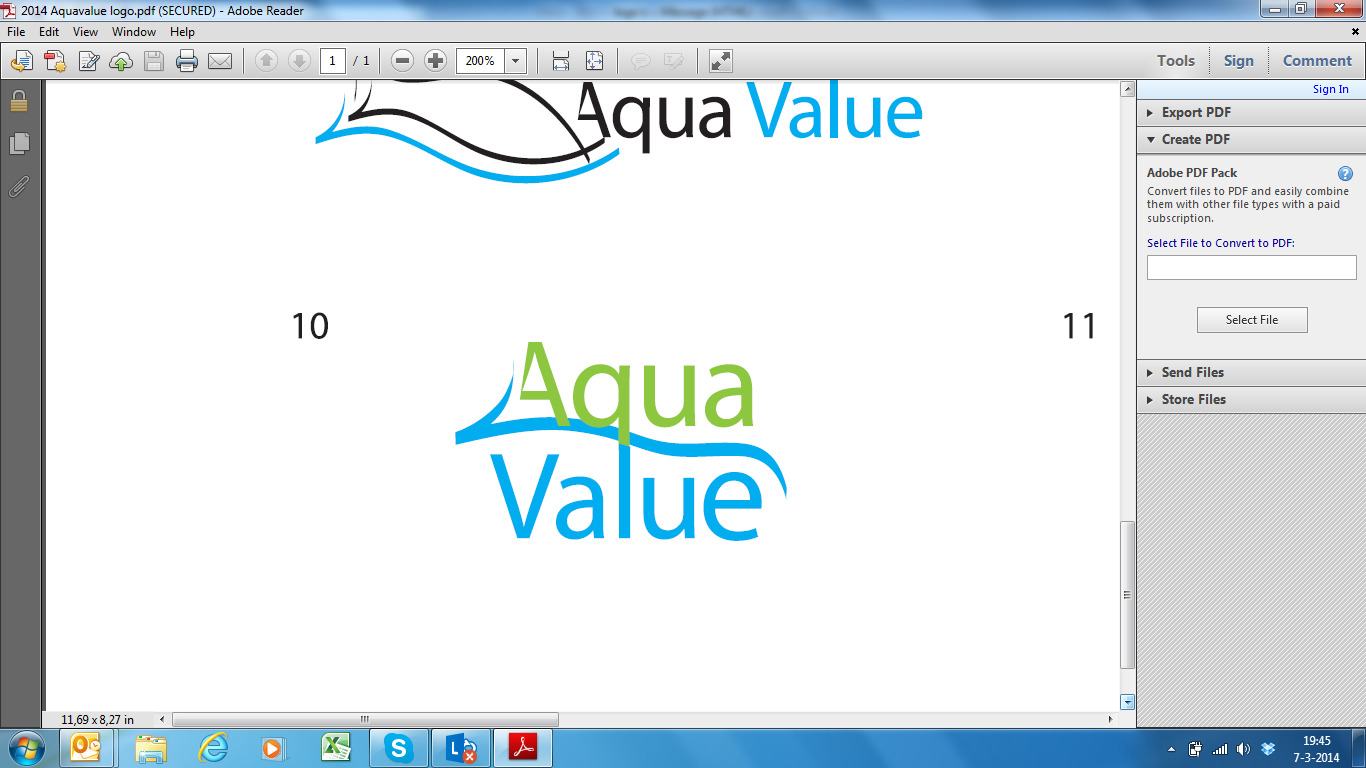 2014 Aquavalue logo.pdf (SECURED) - Adobe Reader
File Edit View Window Help
1 / 1 200% Tools Sign Comment
Sign In
Export PDF
Create PDF
Adobe PDF Pack
Convert files to PDF and easily combine
them with other file types with a paid
subscription.
Select File to Convert to PDF:
Select File
Send Files
Store Files
Aqua Value
10
11
Aqua
Value
11,69 x 8,27 in
19:45
7-3-2014